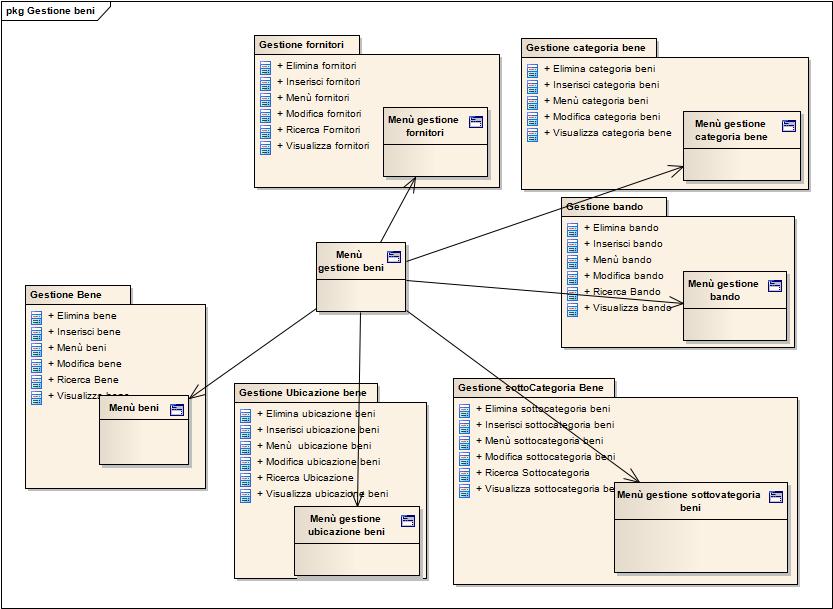 pkg Gestione beni
Gestione fornitori
+ Elimina fornitori
+ Inserisci fornitori
+ Menù fornitori
+ Modifica fornitori
+ Ricerca Fornitori
+ Visualizza fornitori
Menù gestione
fornitori
Gestione categoria bene
+ Elimina categoria beni
+ Inserisci categoria beni
+ Menù categoria beni
+ Modifica categoria beni
+ Visualizza categoria bene
Menù gestione
categoria bene
Gestione bando
+ Elimina bando
+ Inserisci bando
+ Menù bando
+ Modifica bando
+ Ricerca Bando
+ Visualizza bando
Menù gestione
bando
Menù
gestione beni
Gestione Bene
+ Elimina bene
+ Inserisci bene
+ Menù beni
+ Modifica bene
+ Ricerca Bene
+ Visualizza bene
Menù beni
Gestione Ubicazione bene
+ Elimina ubicazione beni
+ Inserisci ubicazione beni
+ Menù ubicazione beni
+ Modifica ubicazione beni
+ Ricerca Ubicazione
+ Visualizza ubicazione beni
Menù gestione
ubicazione beni
Gestione sottoCategoria Bene
+ Elimina sottocategoria beni
+ Inserisci sottocategoria beni
+ Menù sottocategoria beni
+ Modifica sottocategoria beni
+ Ricerca Sottocategoria
+ Visualizza sottocategoria be
Menù gestione sottovategoria
beni